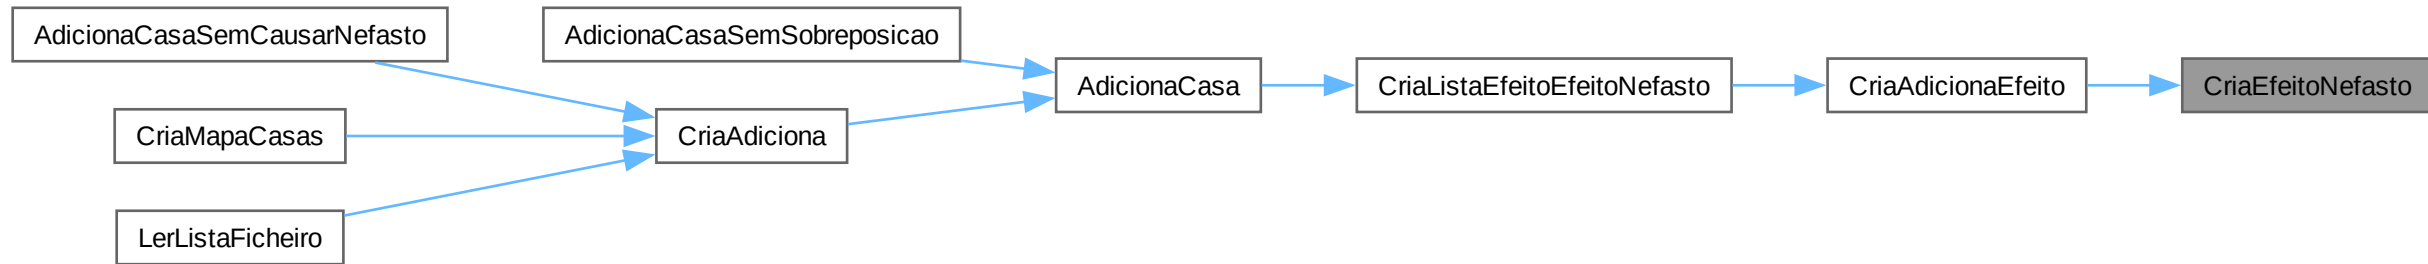 AdicionaCasaSemCausarNefasto
AdicionaCasaSemSobreposicao
AdicionaCasa
CriaListaEfeitoEfeitoNefasto
CriaAdicionaEfeito
CriaEfeitoNefasto
CriaMapaCasas
CriaAdiciona
LerListaFicheiro